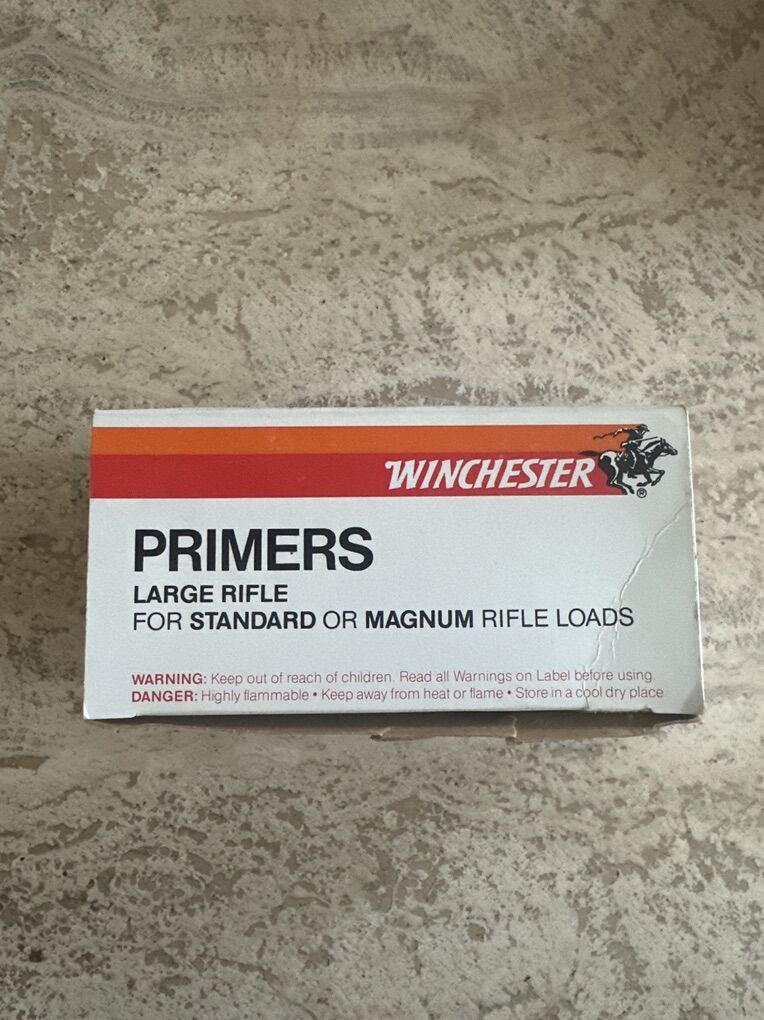 WINCHESTER
®
PRIMERS
LARGE RIFLE
FOR STANDARD OR MAGNUM RIFLE LOADS
WARNING: Keep out of reach of children. Read all Warnings on Label before using.
DANGER: Highly flammable • Keep away from heat or flame • Store in a cool dry place